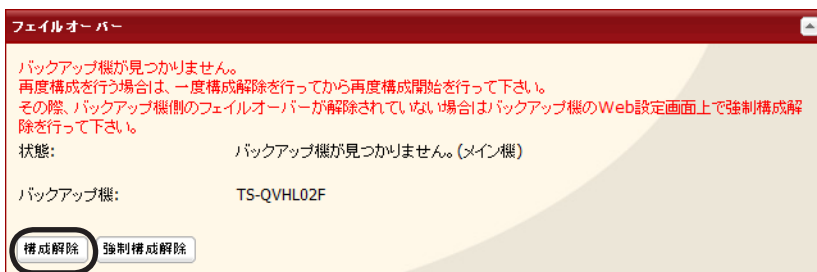 フェイルオーバー
バックアップ機が見つかりません。
再度構成を行う場合は、一度構成解除を行ってから再度構成開始を行って下さい。
その際、バックアップ機側のフェイルオーバーが解除されていない場合はバックアップ機のWeb設定画面上で強制構成解
除を行って下さい。
状態: バックアップ機が見つかりません。(メイン機)
バックアップ機: TS-QVHL02F
構成解除 強制構成解除